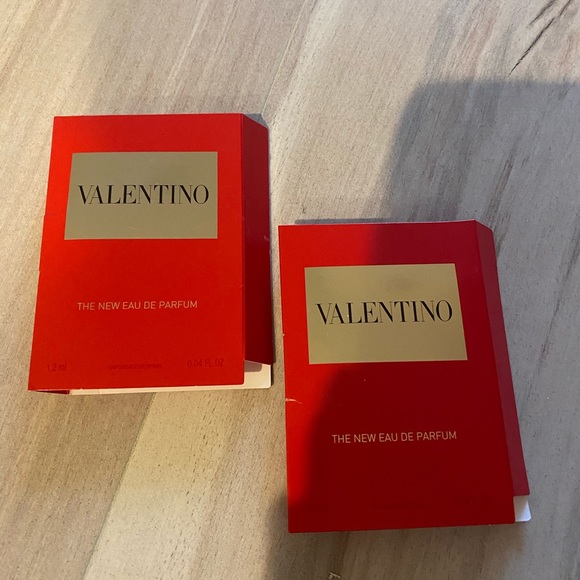 VALENTINO
THE NEW EAU DE PARFUM
1.2 ml 0.04 FL.OZ.
VALENTINO
THE NEW EAU DE PARFUM